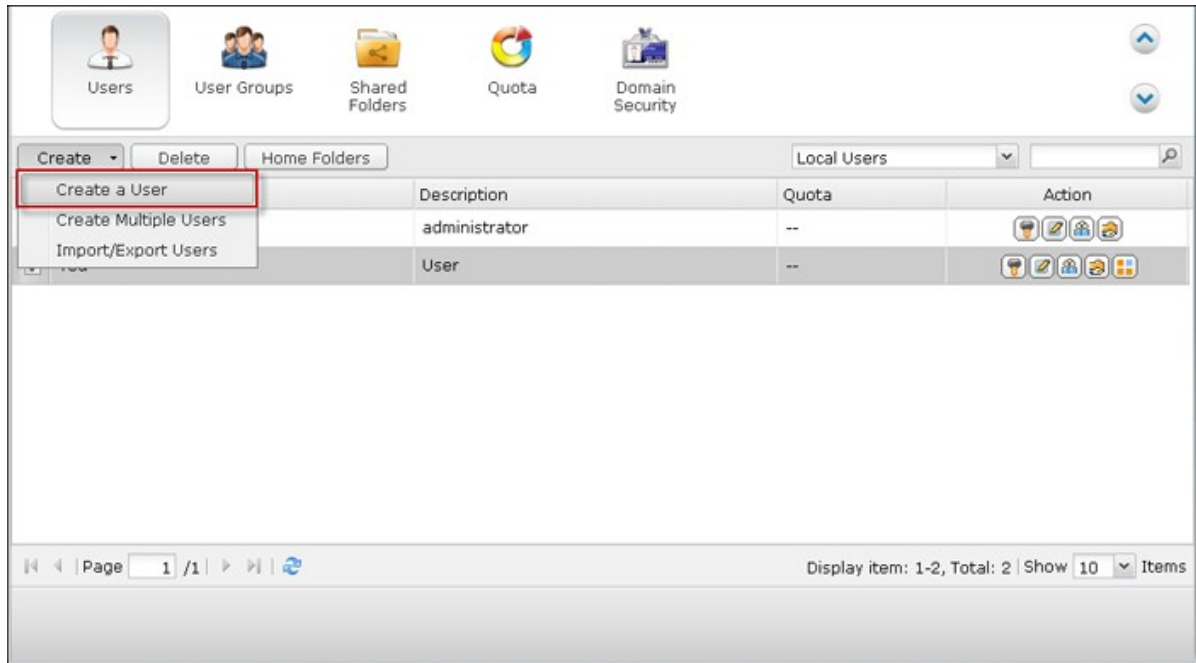 Users User Groups Shared Folders Quota Domain Security
Create Delete Home Folders Local Users
Create a User
Description Quota Action
Create Multiple Users
administrator --
Import/Export Users
User --
Page 1 /1 Display item: 1-2, Total: 2 Show 10 Items